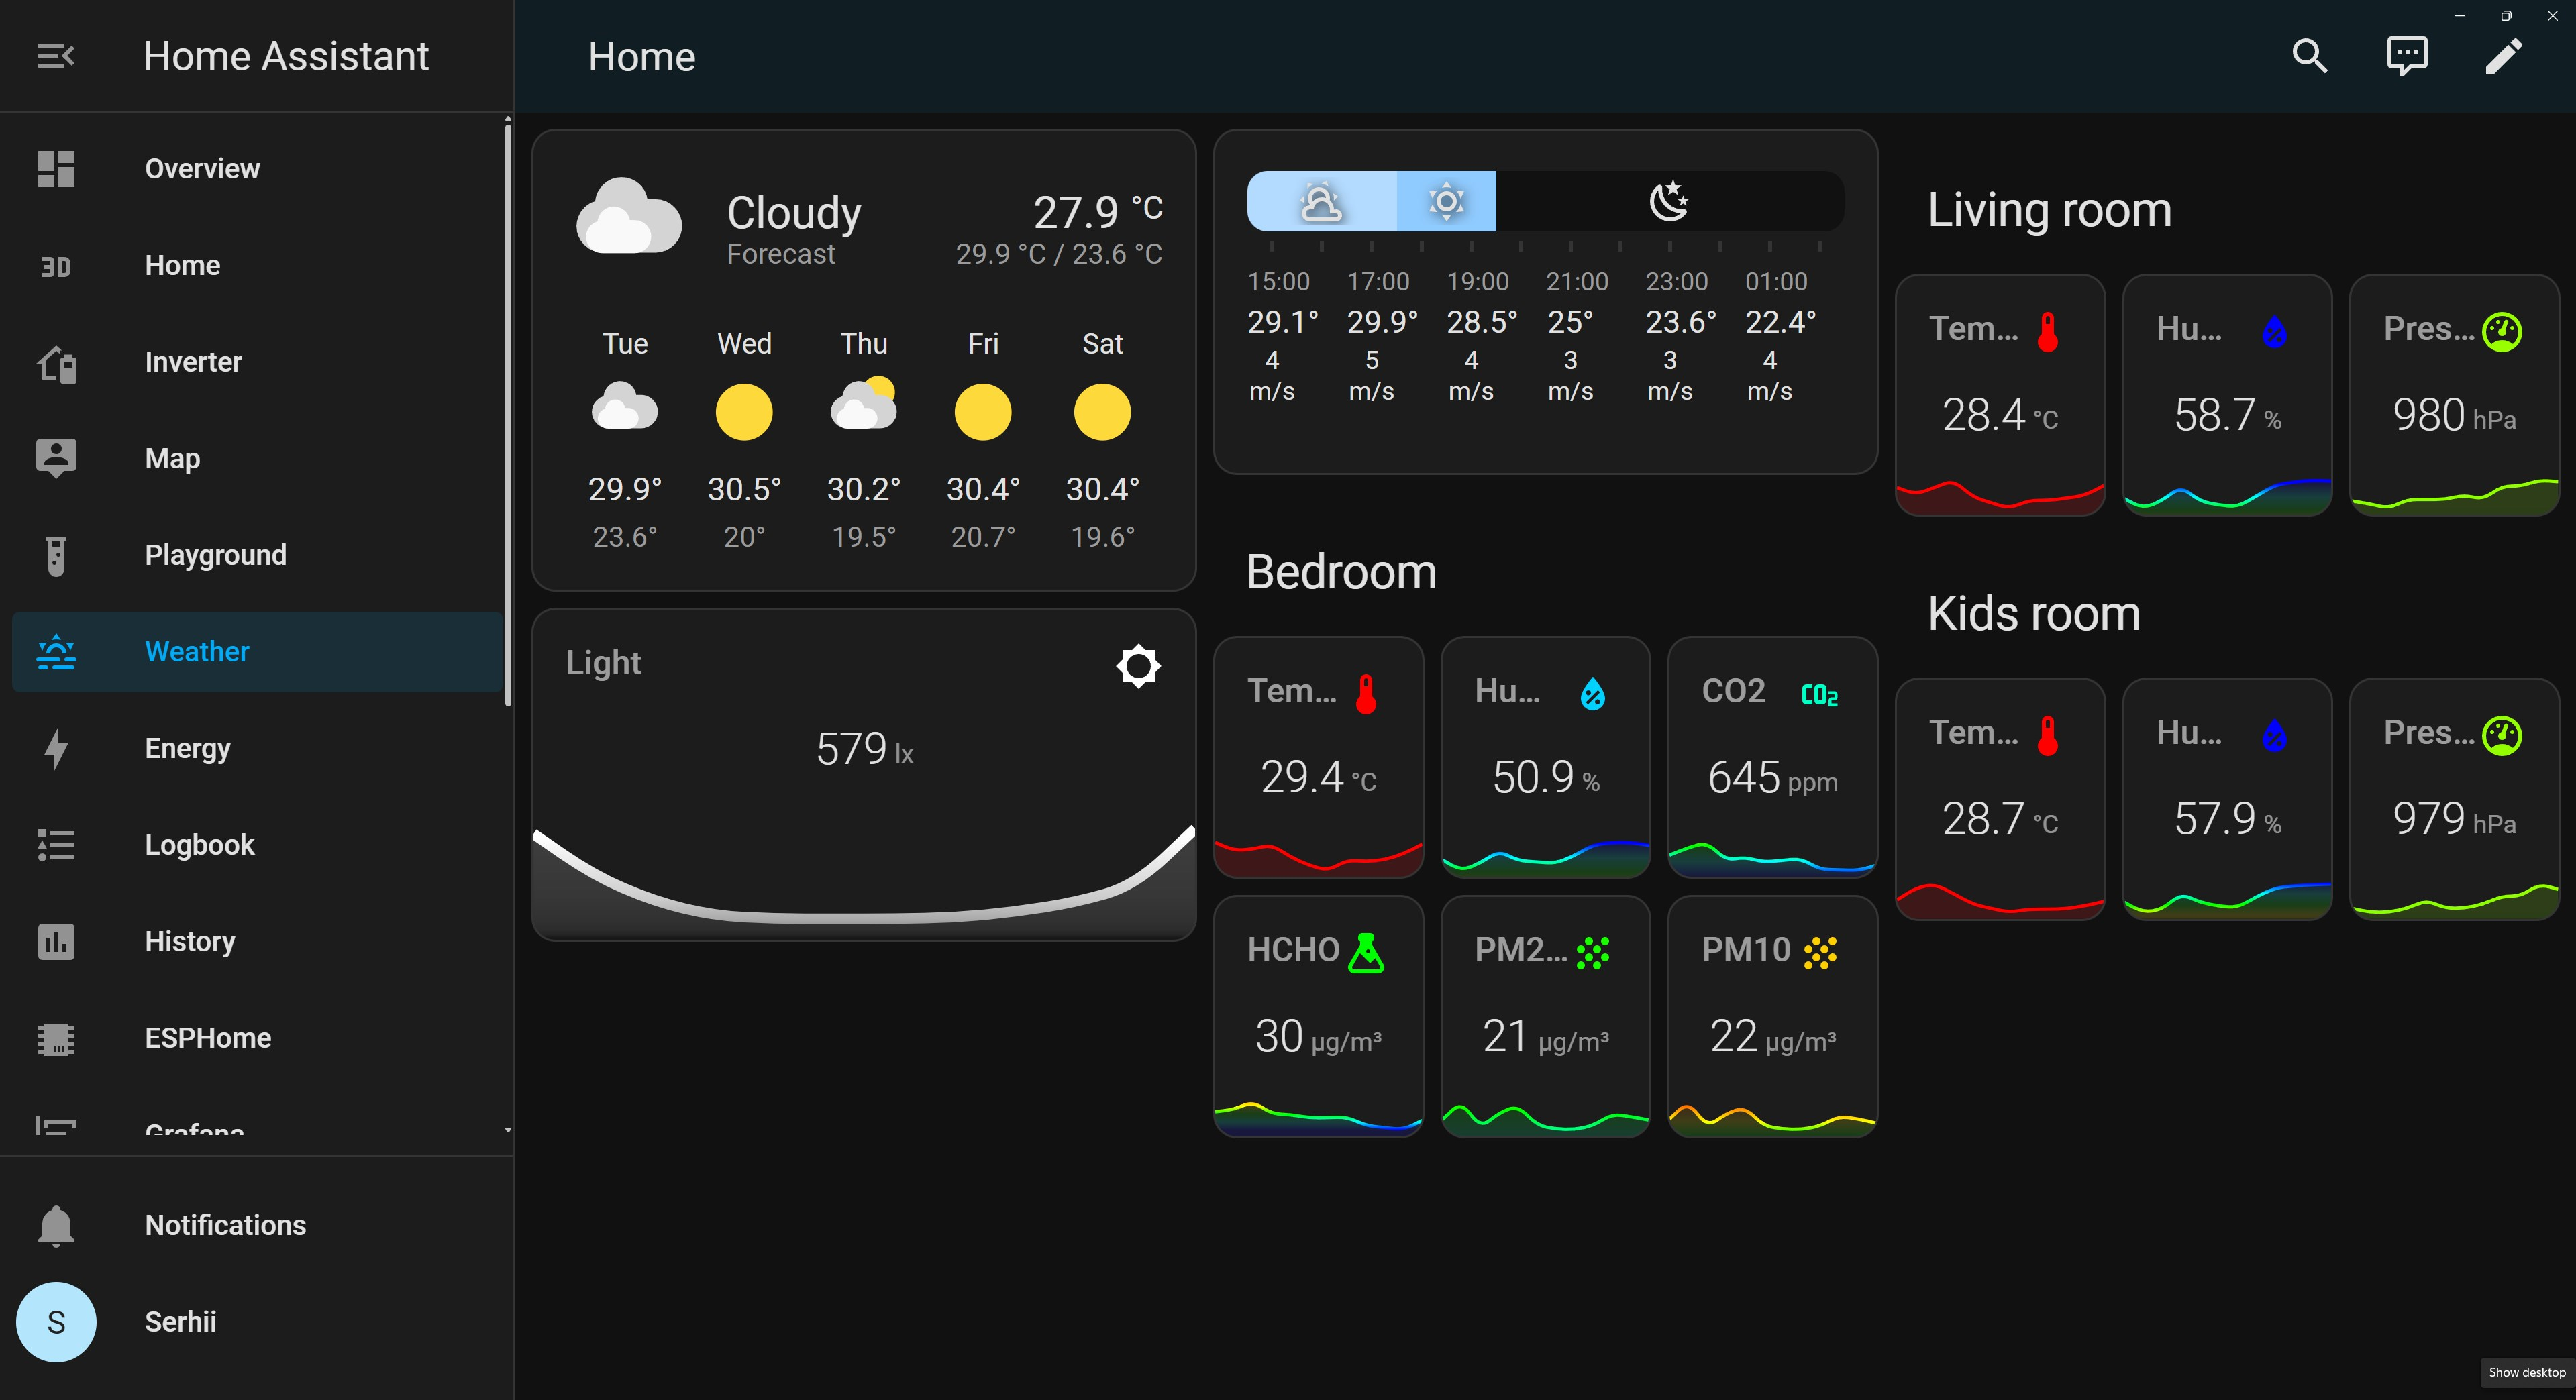 Home Assistant
Overview
3D Home
Inverter
Map
Playground
Weather
Energy
Logbook
History
ESPHome
Grafana
Notifications
S Serhii
Home
Cloudy 27.9 °C
Forecast 29.9 °C / 23.6 °C
Tue Wed Thu Fri Sat
29.9° 30.5° 30.2° 30.4° 30.4°
23.6° 20° 19.5° 20.7° 19.6°
Light
579 lx
15:00 17:00 19:00 21:00 23:00 01:00
29.1° 29.9° 28.5° 25° 23.6° 22.4°
4 5 4 3 3 4
m/s m/s m/s m/s m/s m/s
Bedroom
Tem... Hu... CO2 CO2
29.4 °C 50.9 % 645 ppm
HCHO PM2... PM10
30 µg/m³ 21 µg/m³ 22 µg/m³
Living room
Tem... Hu... Pres...
28.4 °C 58.7 % 980 hPa
Kids room
Tem... Hu... Pres...
28.7 °C 57.9 % 979 hPa
Show desktop